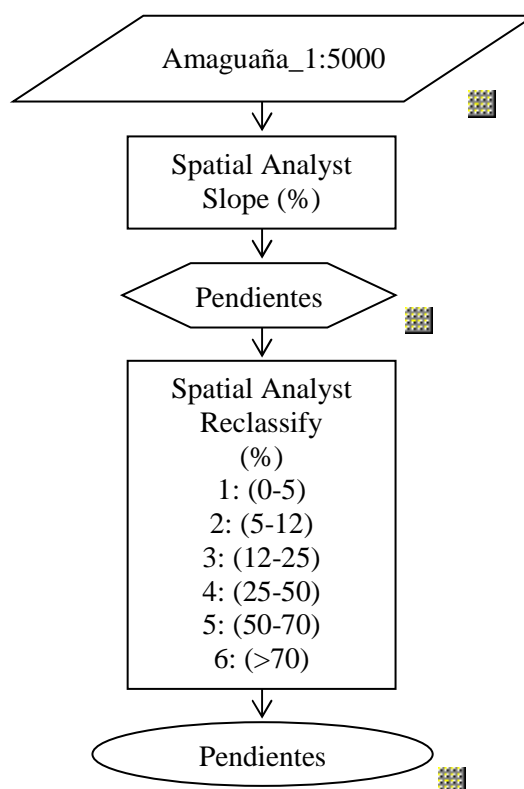 Amaguaña_1:5000
Spatial Analyst
Slope (%)
Pendientes
Spatial Analyst
Reclassify
(%)
1: (0-5)
2: (5-12)
3: (12-25)
4: (25-50)
5: (50-70)
6: (>70)
Pendientes